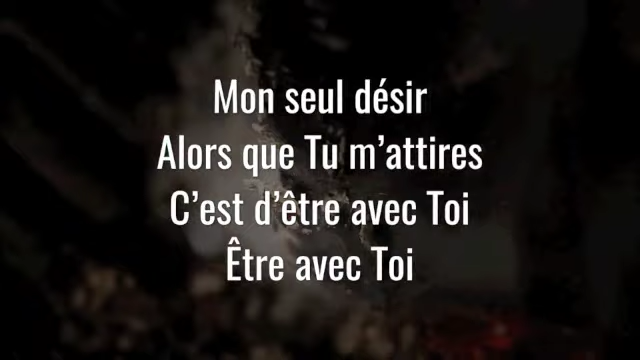 Mon seul désir
Alors que Tu m’attires
C’est d’être avec Toi
Être avec Toi